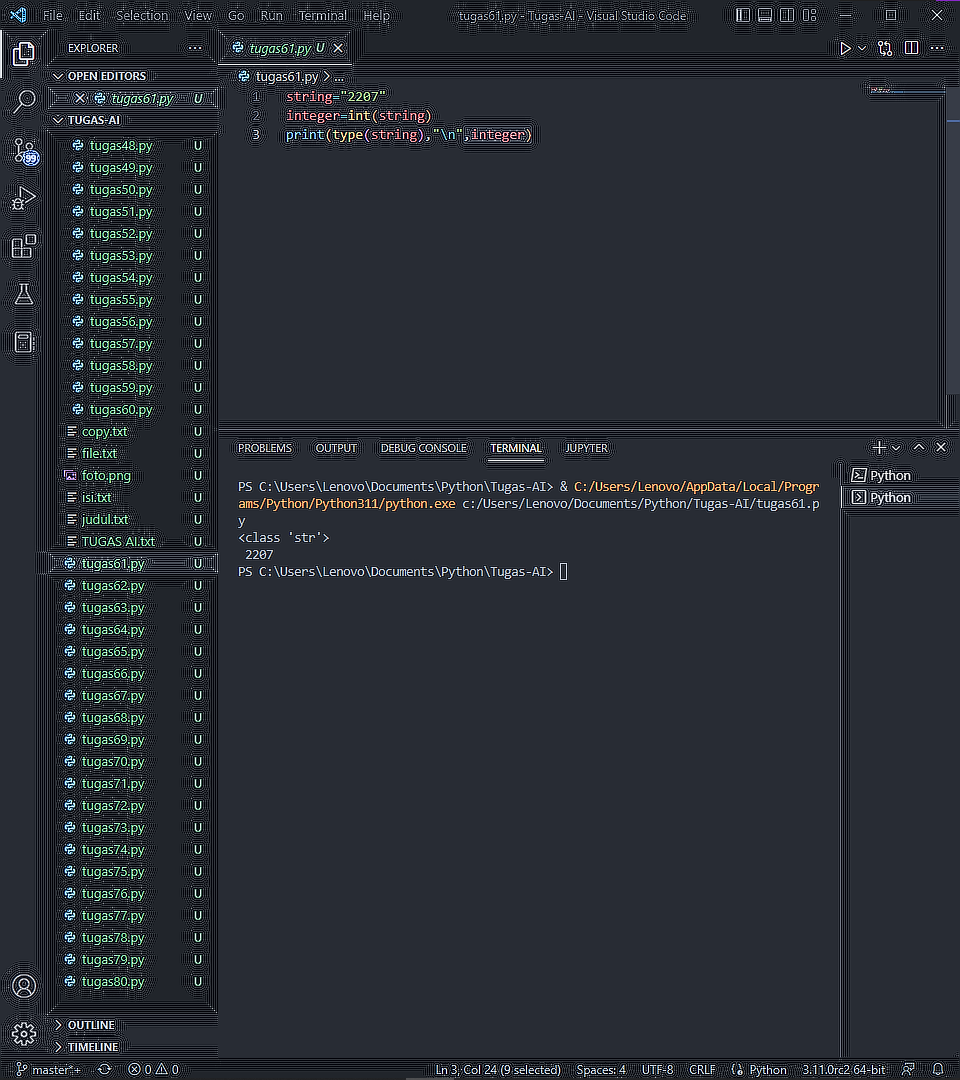 File Edit Selection View Go Run Terminal Help tugas61.py - Tugas-AI - Visual Studio Code
EXPLORER
OPEN EDITORS
tugas61.py U
TUGAS-AI
tugas48.py U
tugas49.py U
tugas50.py U
tugas51.py U
tugas52.py U
tugas53.py U
tugas54.py U
tugas55.py U
tugas56.py U
tugas57.py U
tugas58.py U
tugas59.py U
tugas60.py U
copy.txt U
file.txt U
foto.png U
isi.txt U
judul.txt U
TUGAS AI.txt U
tugas61.py U
tugas62.py U
tugas63.py U
tugas64.py U
tugas65.py U
tugas66.py U
tugas67.py U
tugas68.py U
tugas69.py U
tugas70.py U
tugas71.py U
tugas72.py U
tugas73.py U
tugas74.py U
tugas75.py U
tugas76.py U
tugas77.py U
tugas78.py U
tugas79.py U
tugas80.py U
OUTLINE
TIMELINE
99
tugas61.py U
tugas61.py > ...
1 string="2207"
2 integer=int(string)
3 print(type(string),"\n",integer)
PROBLEMS OUTPUT DEBUG CONSOLE TERMINAL JUPYTER
PS C:\Users\Lenovo\Documents\Python\Tugas-AI> & C:/Users/Lenovo/AppData/Local/Progr
ams/Python/Python311/python.exe c:/Users/Lenovo/Documents/Python/Tugas-AI/tugas61.p
y
<class 'str'>
 2207
PS C:\Users\Lenovo\Documents\Python\Tugas-AI>
Python
Python
master*+ 0 0 Ln 3, Col 24 (9 selected) Spaces: 4 UTF-8 CRLF Python 3.11.0rc2 64-bit